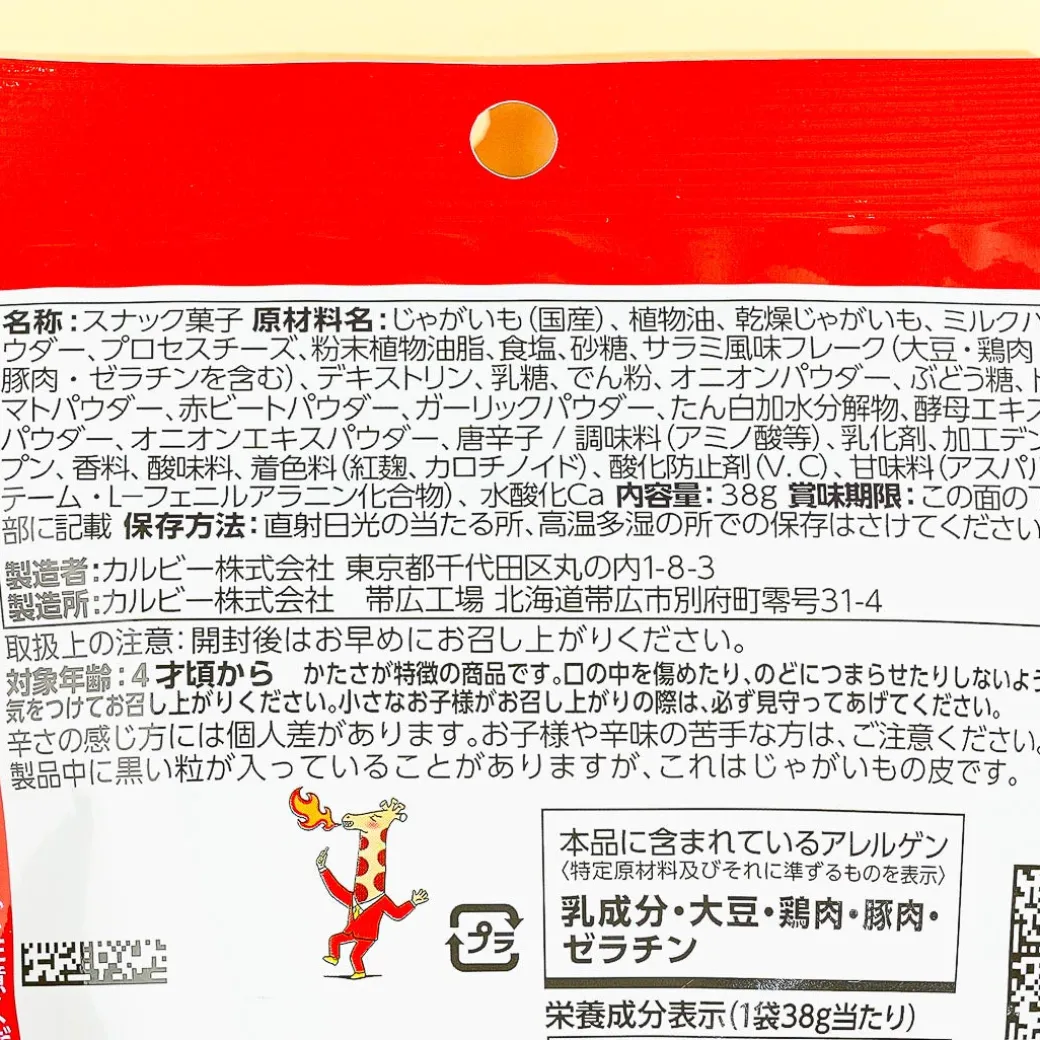 名称:スナック菓子 原材料名:じゃがいも(国産)、植物油、乾燥じゃがいも、ミルクパ
ウダー、プロセスチーズ、粉末植物油脂、食塩、砂糖、サラミ風味フレーク(大豆・鶏肉
豚肉・ゼラチンを含む)、デキストリン、乳糖、でん粉、オニオンパウダー、ぶどう糖、ト
マトパウダー、赤ビートパウダー、ガーリックパウダー、たん白加水分解物、酵母エキス
パウダー、オニオンエキスパウダー、唐辛子/調味料(アミノ酸等)、乳化剤、加工デン
プン、香料、酸味料、着色料(紅麹、カロチノイド)、酸化防止剤(V.C)、甘味料(アスパル
テーム・L-フェニルアラニン化合物)、水酸化Ca 内容量:38g 賞味期限:この面の下
部に記載 保存方法:直射日光の当たる所、高温多湿の所での保存はさけてください
製造者:カルビー株式会社 東京都千代田区丸の内1-8-3
製造所:カルビー株式会社 帯広工場 北海道帯広市別府町零号31-4
取扱上の注意:開封後はお早めにお召し上がりください。
対象年齢:4才頃から かたさが特徴の商品です。口の中を傷めたり、のどにつまらせたりしないよう
気をつけてお召し上がりください。小さなお子様がお召し上がりの際は、必ず見守ってあげてください。
辛さの感じ方には個人差があります。お子様や辛味の苦手な方は、ご注意ください。
製品中に黒い粒が入っていることがありますが、これはじゃがいもの皮です。
本品に含まれているアレルゲン
〈特定原材料及びそれに準ずるものを表示〉
乳成分・大豆・鶏肉・豚肉・
ゼラチン
プラ
栄養成分表示(1袋38g当たり)